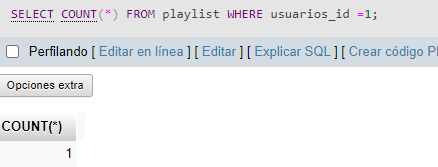 SELECT COUNT(*) FROM playlist WHERE usuarios_id =1;
Perfilando [ Editar en línea ] [ Editar ] [ Explicar SQL ] [ Crear código P
Opciones extra
COUNT(*)
1